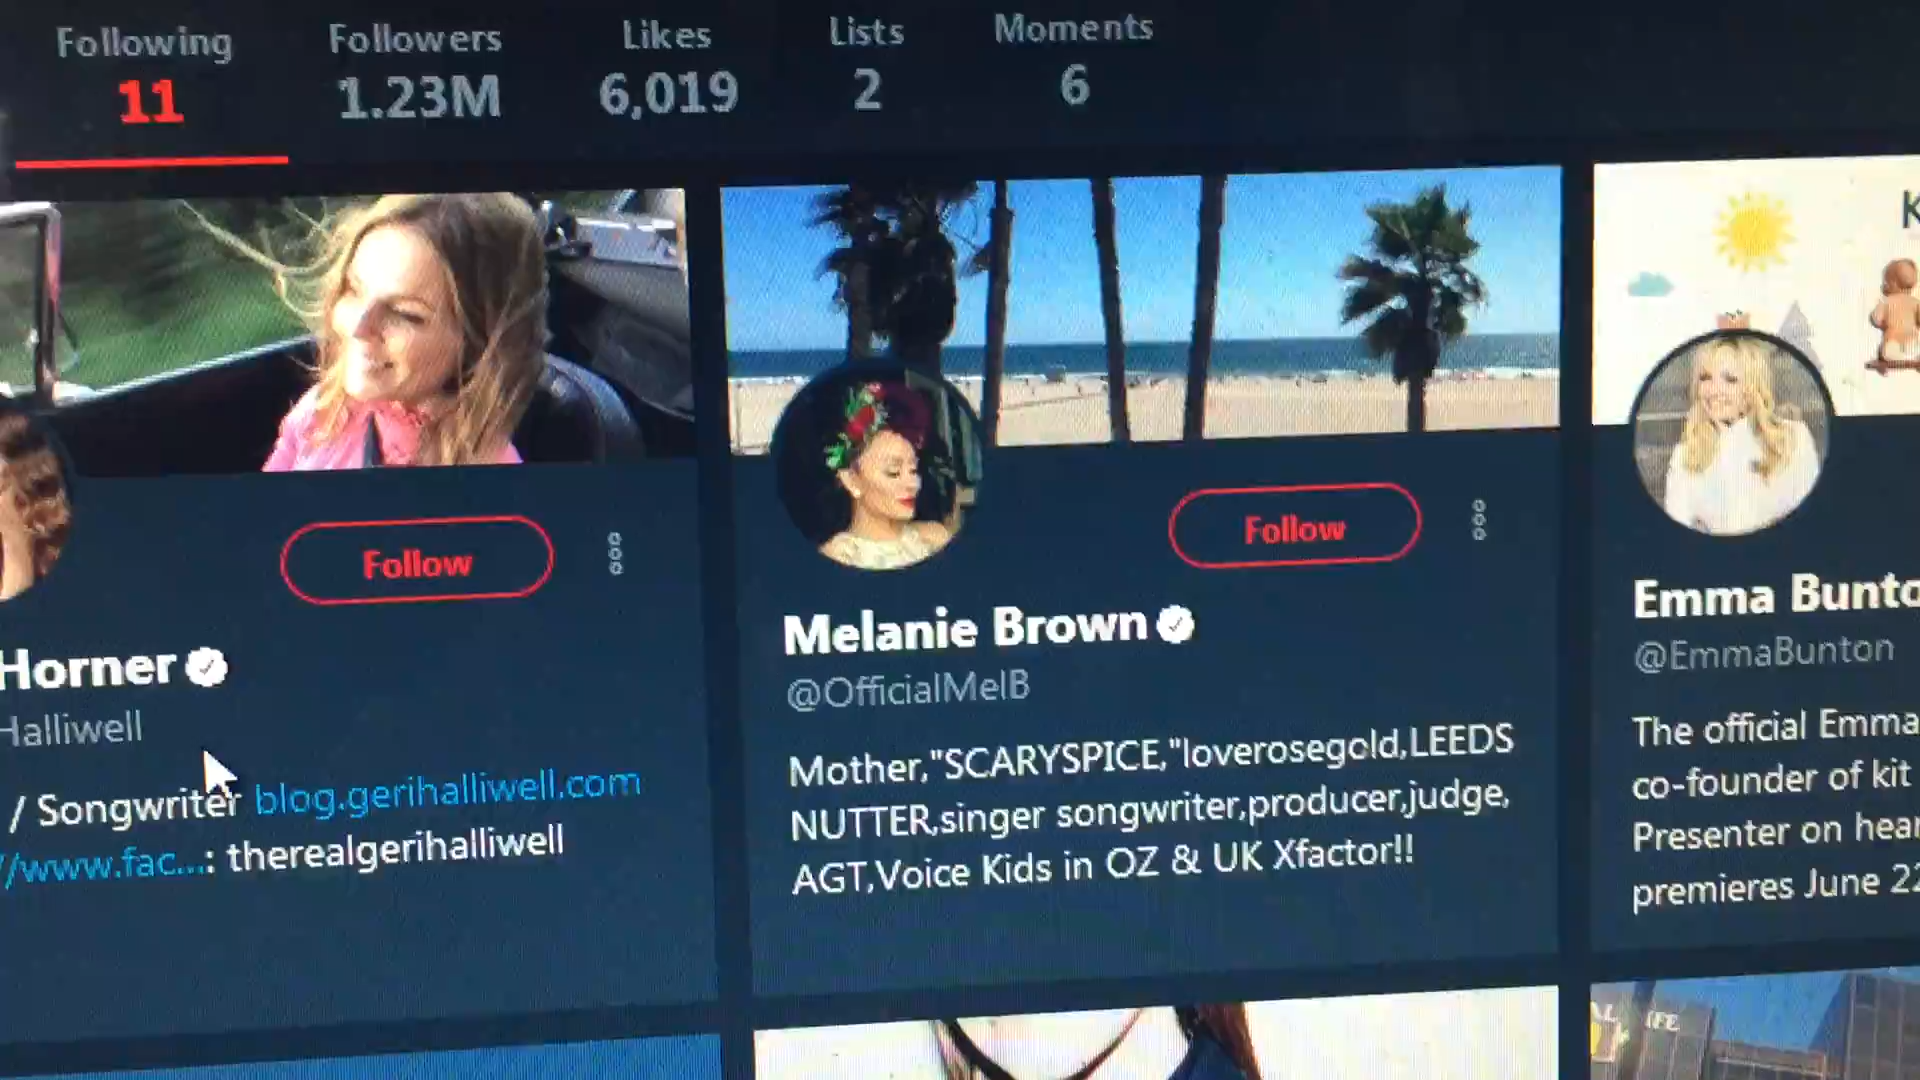 Following Followers Likes Lists Moments
11 1.23M 6,019 2 6
Follow
Horner
Halliwell
/ Songwriter blog.gerihalliwell.com
//www.fac...: therealgerihalliwell
Follow
Melanie Brown
@OfficialMelB
Mother,"SCARYSPICE,"loverosegold,LEEDS
NUTTER,singer songwriter,producer,judge,
AGT,Voice Kids in OZ & UK Xfactor!!
K
Emma Bunto
@EmmaBunton
The official Emma
co-founder of kit
Presenter on hear
premieres June 22